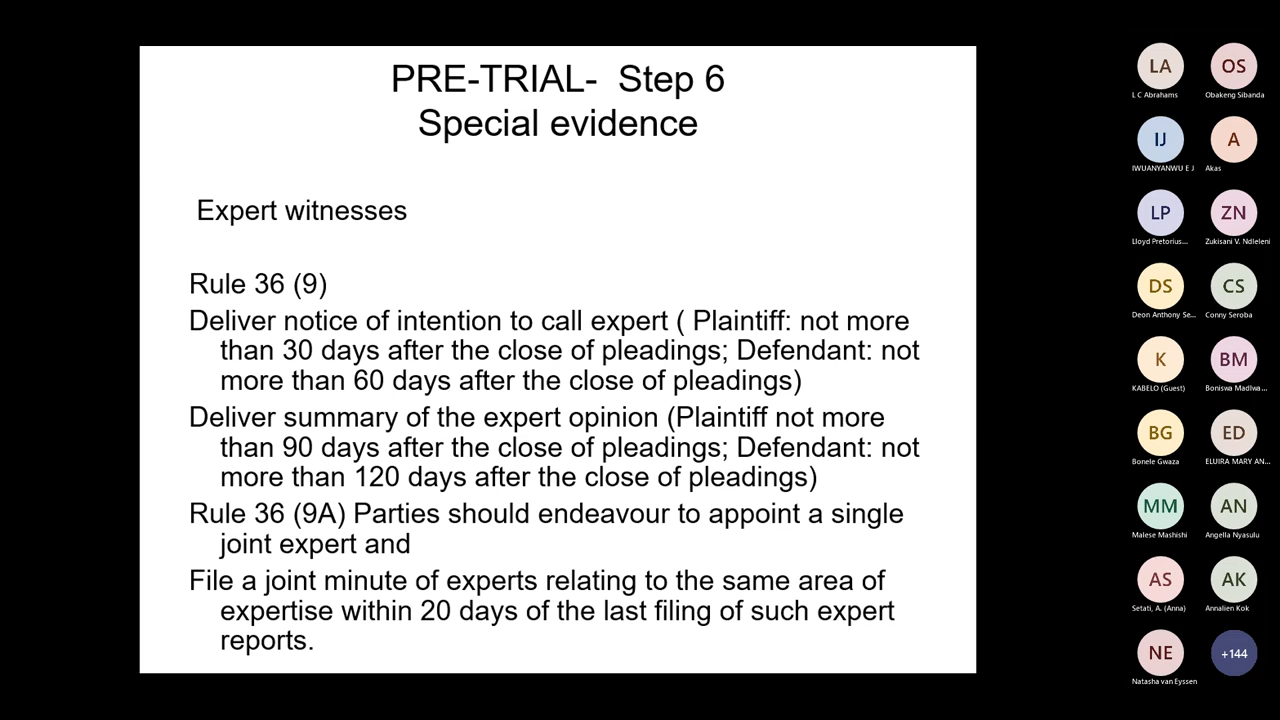 PRE-TRIAL-  Step 6
Special evidence
Expert witnesses
Rule 36 (9)
Deliver notice of intention to call expert ( Plaintiff: not more
than 30 days after the close of pleadings; Defendant: not
more than 60 days after the close of pleadings)
Deliver summary of the expert opinion (Plaintiff not more
than 90 days after the close of pleadings; Defendant: not
more than 120 days after the close of pleadings)
Rule 36 (9A) Parties should endeavour to appoint a single
joint expert and
File a joint minute of experts relating to the same area of
expertise within 20 days of the last filing of such expert
reports.
LA OS
L C Abrahams Obakeng Sibanda
IJ A
IWUANYANWU E J Akas
LP ZN
Lloyd Pretorius... Zukisani V. Ndleleni
DS CS
Deon Anthony Se... Conny Seroba
K BM
KABELO (Guest) Boniswa Madlwa...
BG ED
Bonele Gwaza ELUIRA MARY AN...
MM AN
Malese Mashishi Angella Nyasulu
AS AK
Setati, A. (Anna) Annalien Kok
NE +144
Natasha van Eyssen